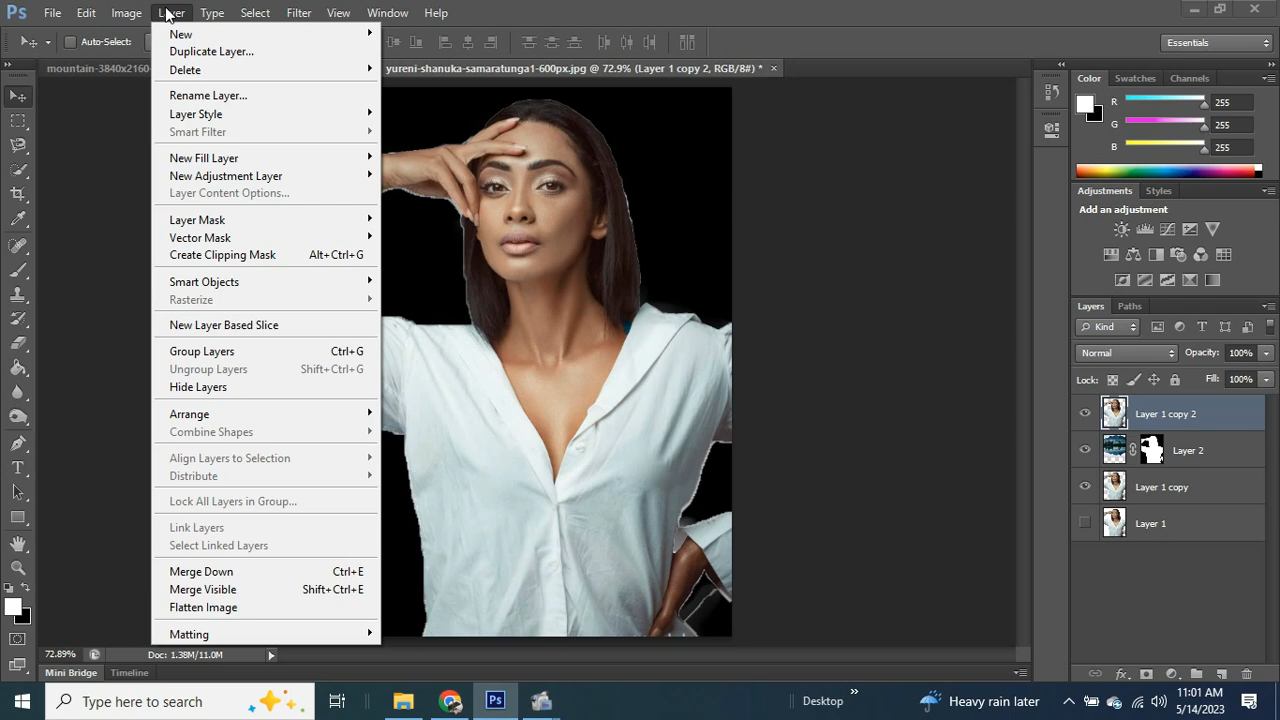 Ps File Edit Image Layer Type Select Filter View Window Help
Auto-Select: Essentials
mountain-3840x2160- yureni-shanuka-samaratunga1-600px.jpg @ 72.9% (Layer 1 copy 2, RGB/8#) * ×
New
Duplicate Layer...
Delete
Rename Layer...
Layer Style
Smart Filter
New Fill Layer
New Adjustment Layer
Layer Content Options...
Layer Mask
Vector Mask
Create Clipping Mask Alt+Ctrl+G
Smart Objects
Rasterize
New Layer Based Slice
Group Layers Ctrl+G
Ungroup Layers Shift+Ctrl+G
Hide Layers
Arrange
Combine Shapes
Align Layers to Selection
Distribute
Lock All Layers in Group...
Link Layers
Select Linked Layers
Merge Down Ctrl+E
Merge Visible Shift+Ctrl+E
Flatten Image
Matting
Color Swatches Channels
R 255
G 255
B 255
Adjustments Styles
Add an adjustment
Layers Paths
Kind
Normal Opacity: 100%
Lock: Fill: 100%
Layer 1 copy 2
Layer 2
Layer 1 copy
Layer 1
72.89% Doc: 1.38M/11.0M
Mini Bridge Timeline
Type here to search Ps Desktop » Heavy rain later 11:01 AM
5/14/2023